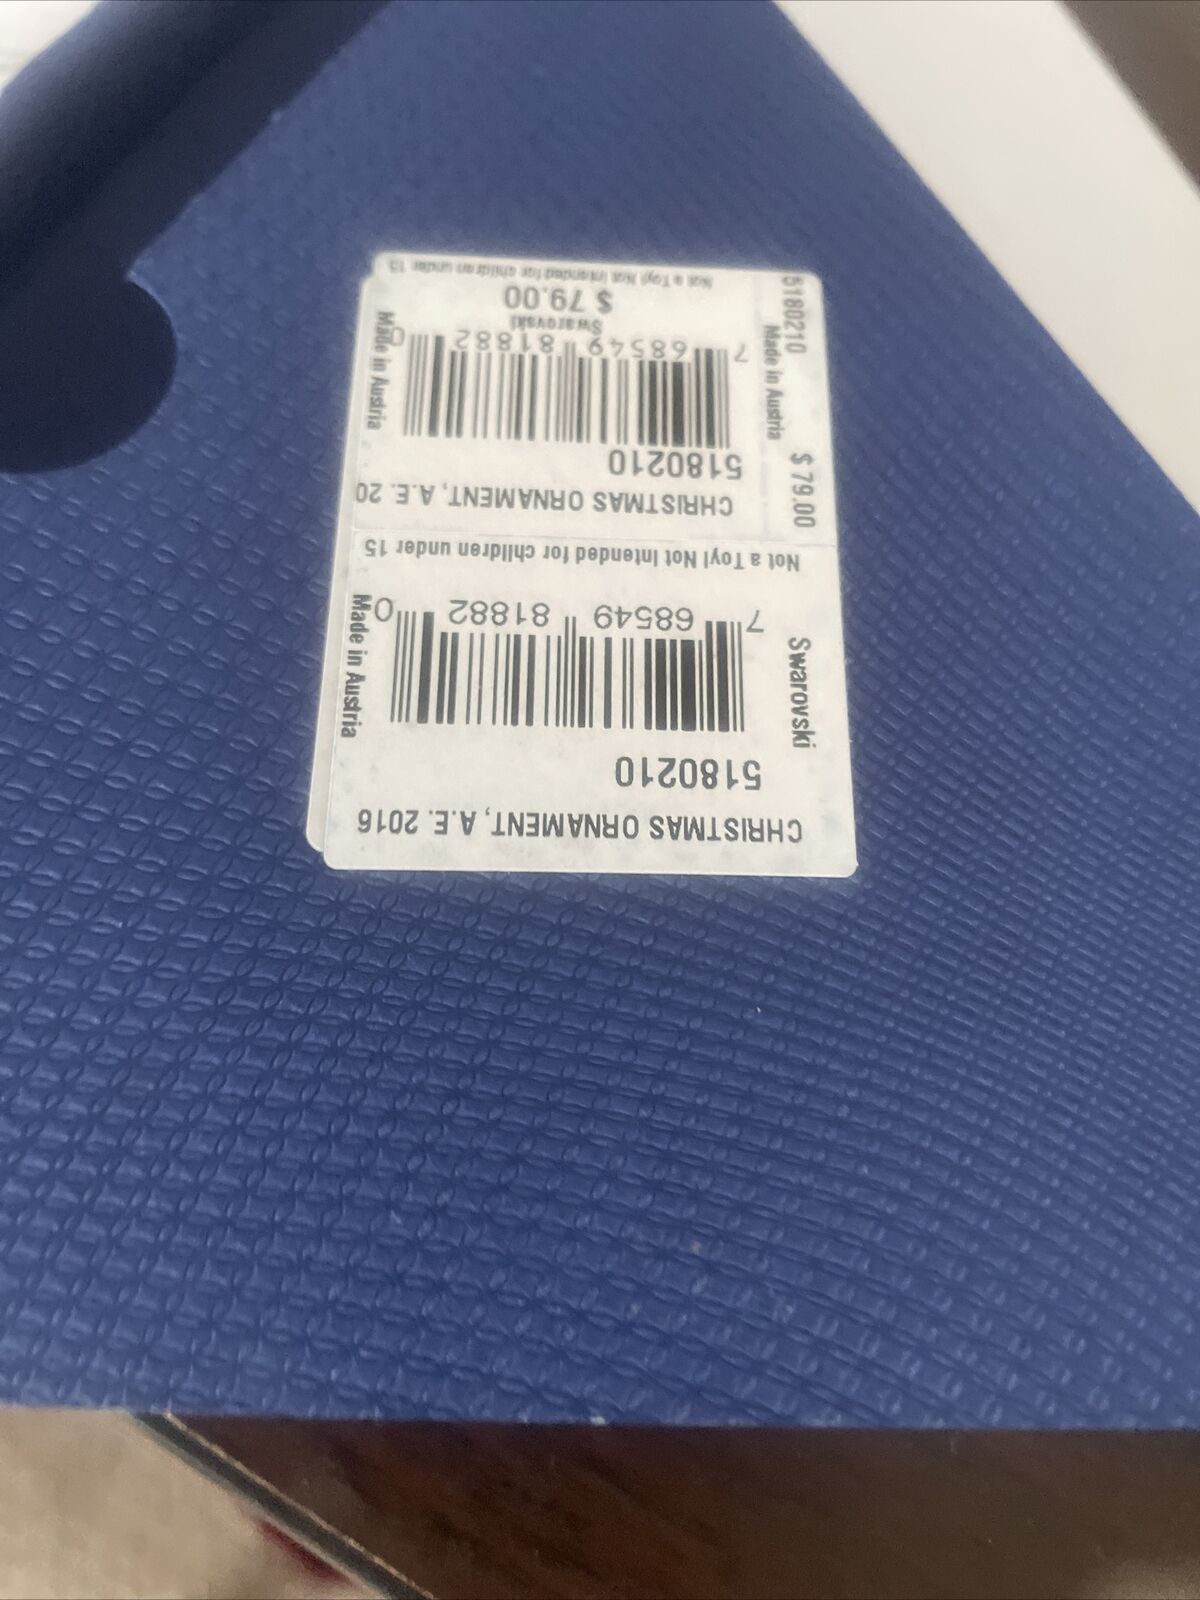 CHRISTMAS ORNAMENT, A.E. 2016
5180210
7 68549 81882 0
Made in Austria
Swarovski
Not a Toy! Not Intended for children under 15
CHRISTMAS ORNAMENT, A.E. 20
5180210
7 68549 81882 0
Made in Austria
Swarovski
$ 79.00
Not a Toy! Not Intended for children under 15
5180210
Made in Austria
$ 79.00